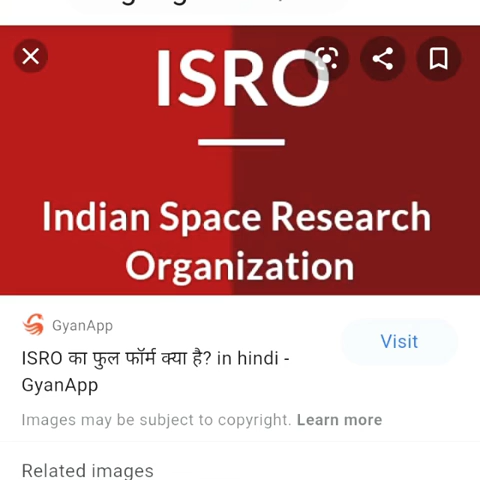 ISRO
Indian Space Research
Organization
GyanApp
Visit
ISRO का फुल फॉर्म क्या है? in hindi -
GyanApp
Images may be subject to copyright. Learn more
Related images